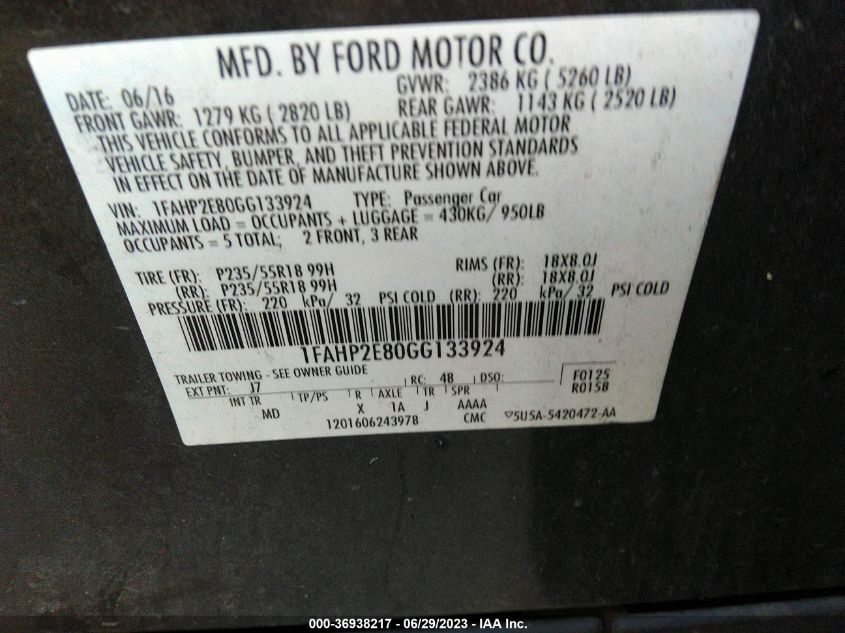 MFD. BY FORD MOTOR CO.
DATE: 06/16 GVWR: 2386 KG ( 5260 LB)
FRONT GAWR: 1279 KG ( 2820 LB) REAR GAWR: 1143 KG ( 2520 LB)
THIS VEHICLE CONFORMS TO ALL APPLICABLE FEDERAL MOTOR
VEHICLE SAFETY, BUMPER, AND THEFT PREVENTION STANDARDS
IN EFFECT ON THE DATE OF MANUFACTURE SHOWN ABOVE.
VIN: 1FAHP2E80GG133924 TYPE: Passenger Car
MAXIMUM LOAD = OCCUPANTS + LUGGAGE = 430KG/ 950LB
OCCUPANTS = 5 TOTAL; 2 FRONT, 3 REAR
TIRE (FR): P235/55R18 99H RIMS (FR): 18X8.0J
(RR): P235/55R18 99H (RR): 18X8.0J
PRESSURE (FR): 220 kPa/ 32 PSI COLD (RR): 220 kPa/ 32 PSI COLD
1FAHP2E80GG133924
TRAILER TOWING - SEE OWNER GUIDE
EXT PNT: J7 RC: 48 DSO: F0125
R0158
INT TR TP/PS R AXLE TR SPR
MD X 1A J AAAA
1201606243978 CMC 5U5A-5420472-AA
000-36938217 - 06/29/2023 - IAA Inc.